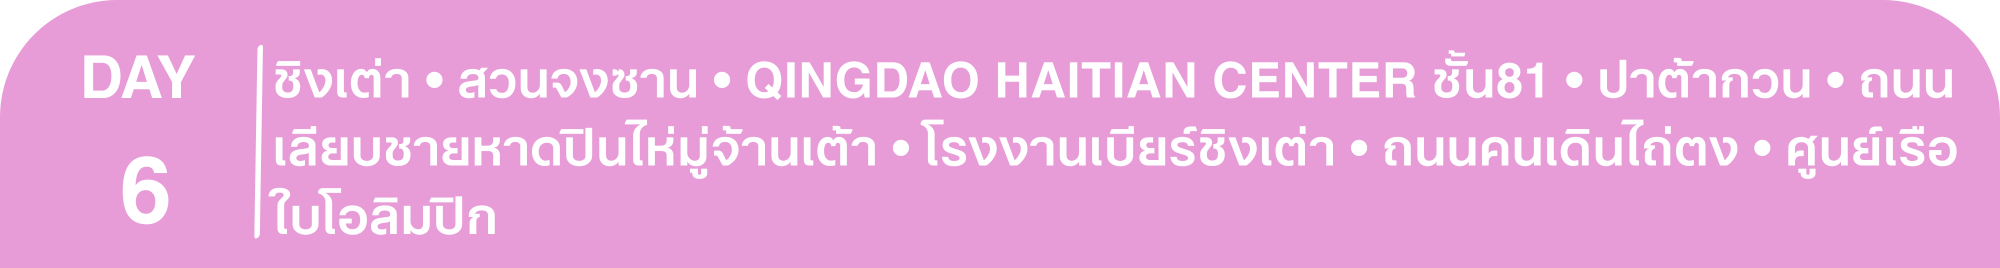 DAY
6
ชิงเต่า • สวนจงซาน • QINGDAO HAITIAN CENTER ชั้น81 • ปาต้ากวน • ถนน
เลียบชายหาดปินไห่มู่จ้านเต้า • โรงงานเบียร์ชิงเต่า • ถนนคนเดินไถ่ตง • ศูนย์เรือ
ใบโอลิมปิก